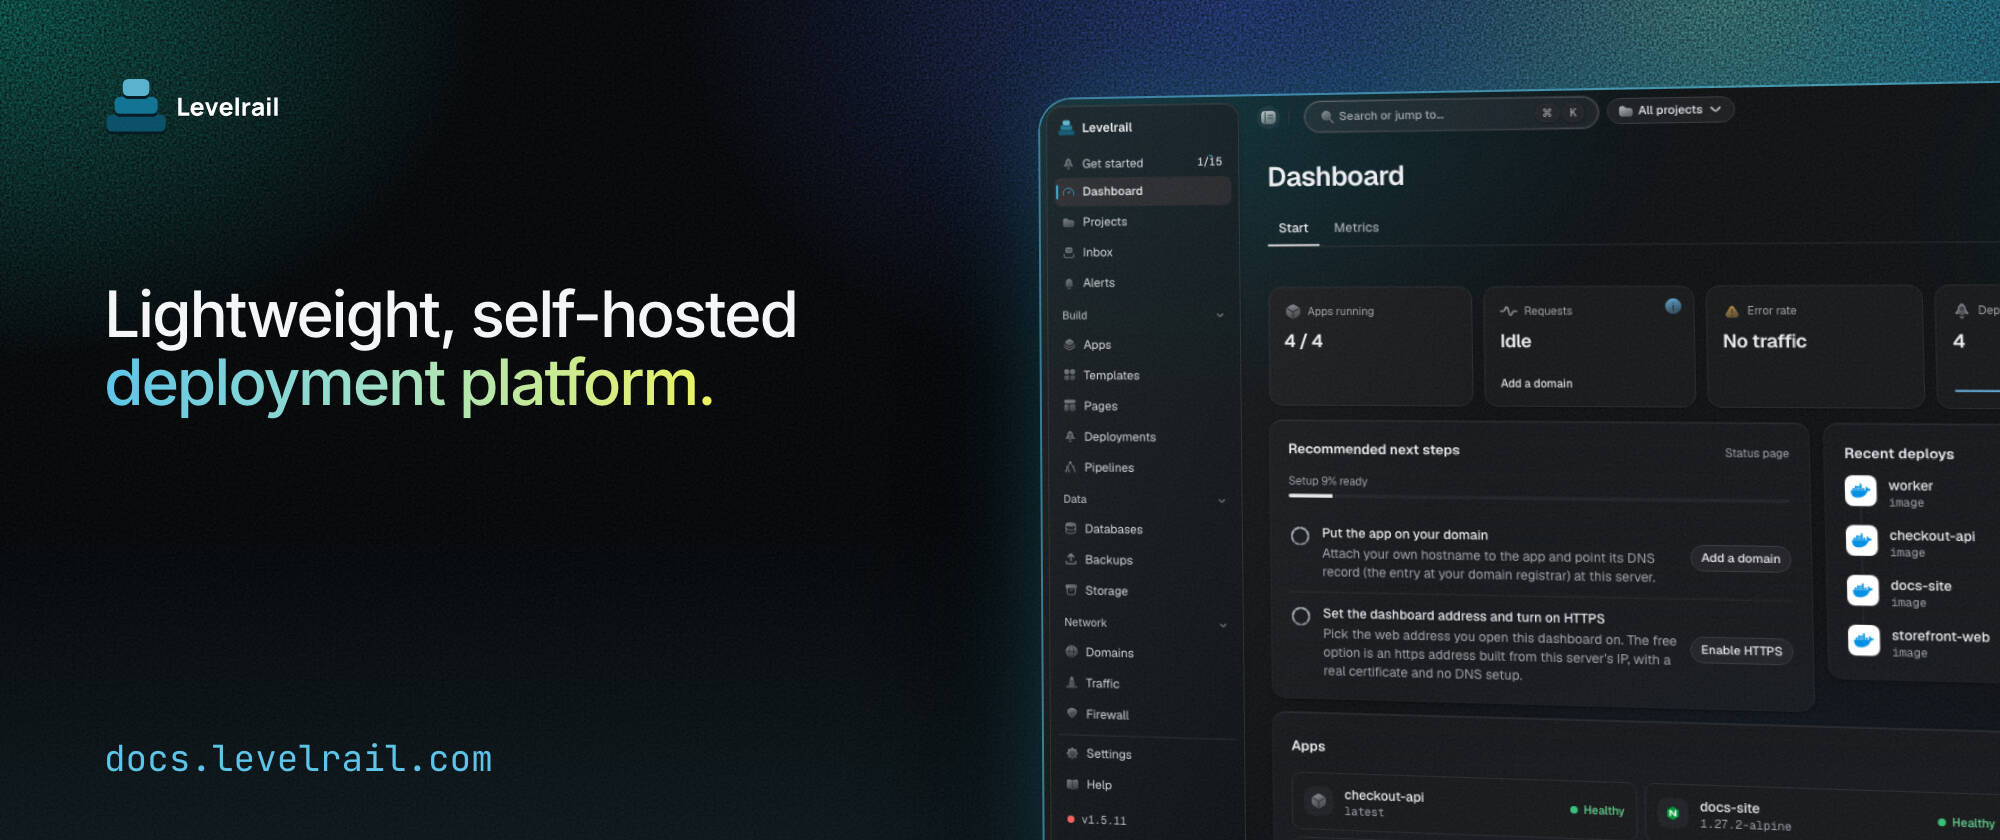 Levelrail
Lightweight, self-hosted
deployment platform.
docs.levelrail.com
Levelrail
Get started 1/15
Dashboard
Projects
Inbox
Alerts
Build
Apps
Templates
Pages
Deployments
Pipelines
Data
Databases
Backups
Storage
Network
Domains
Traffic
Firewall
Settings
Help
v1.5.11
Search or jump to... ⌘ K
All projects
Dashboard
Start Metrics
Apps running
4 / 4
Requests
Idle
Add a domain
Error rate
No traffic
Dep
4
Recommended next steps
Status page
Setup 9% ready
Put the app on your domain
Attach your own hostname to the app and point its DNS
record (the entry at your domain registrar) at this server.
Add a domain
Set the dashboard address and turn on HTTPS
Pick the web address you open this dashboard on. The free
option is an https address built from this server's IP, with a
real certificate and no DNS setup.
Enable HTTPS
Recent deploys
worker
image
checkout-api
image
docs-site
image
storefront-web
image
Apps
checkout-api
latest
Healthy
docs-site
1.27.2-alpine
Healthy